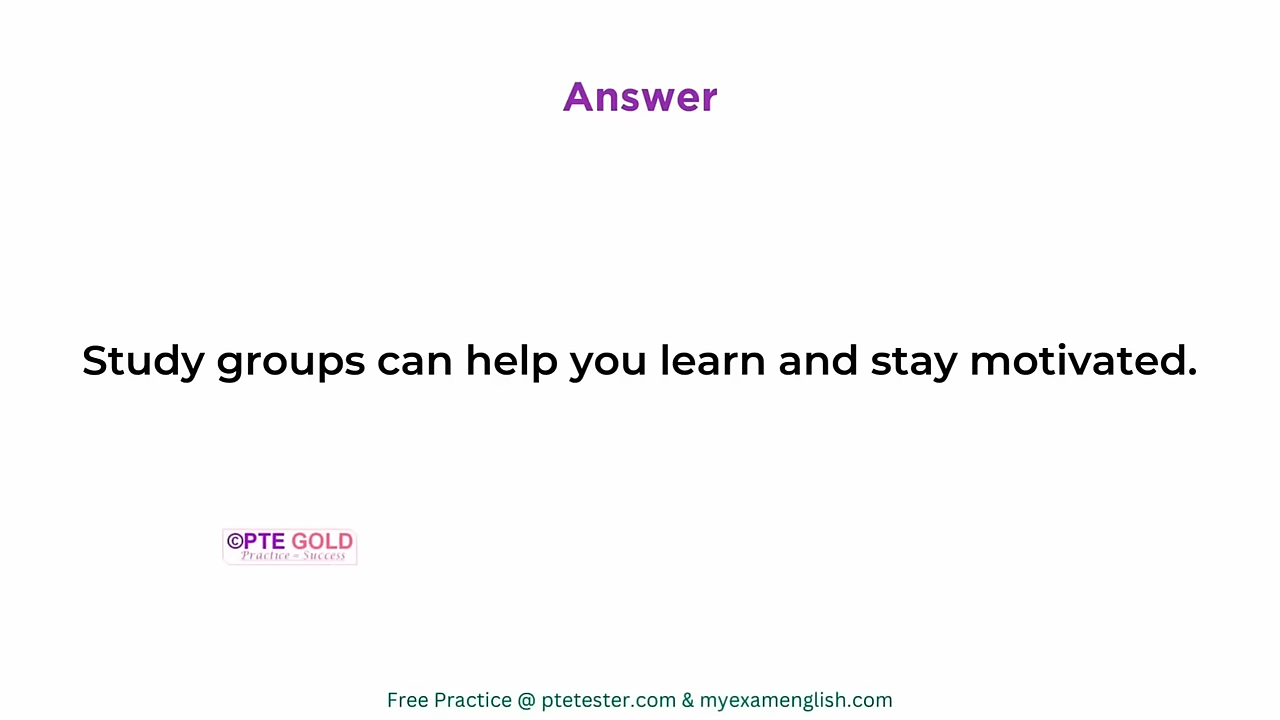 Answer
Study groups can help you learn and stay motivated.
©PTE GOLD
Practice = Success
Free Practice @ ptetester.com & myexamenglish.com